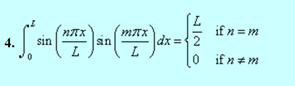 4. ∫₀ᴸ sin(nπx/L) sin(mπx/L) dx = { L/2 if n = m
0 if n ≠ m